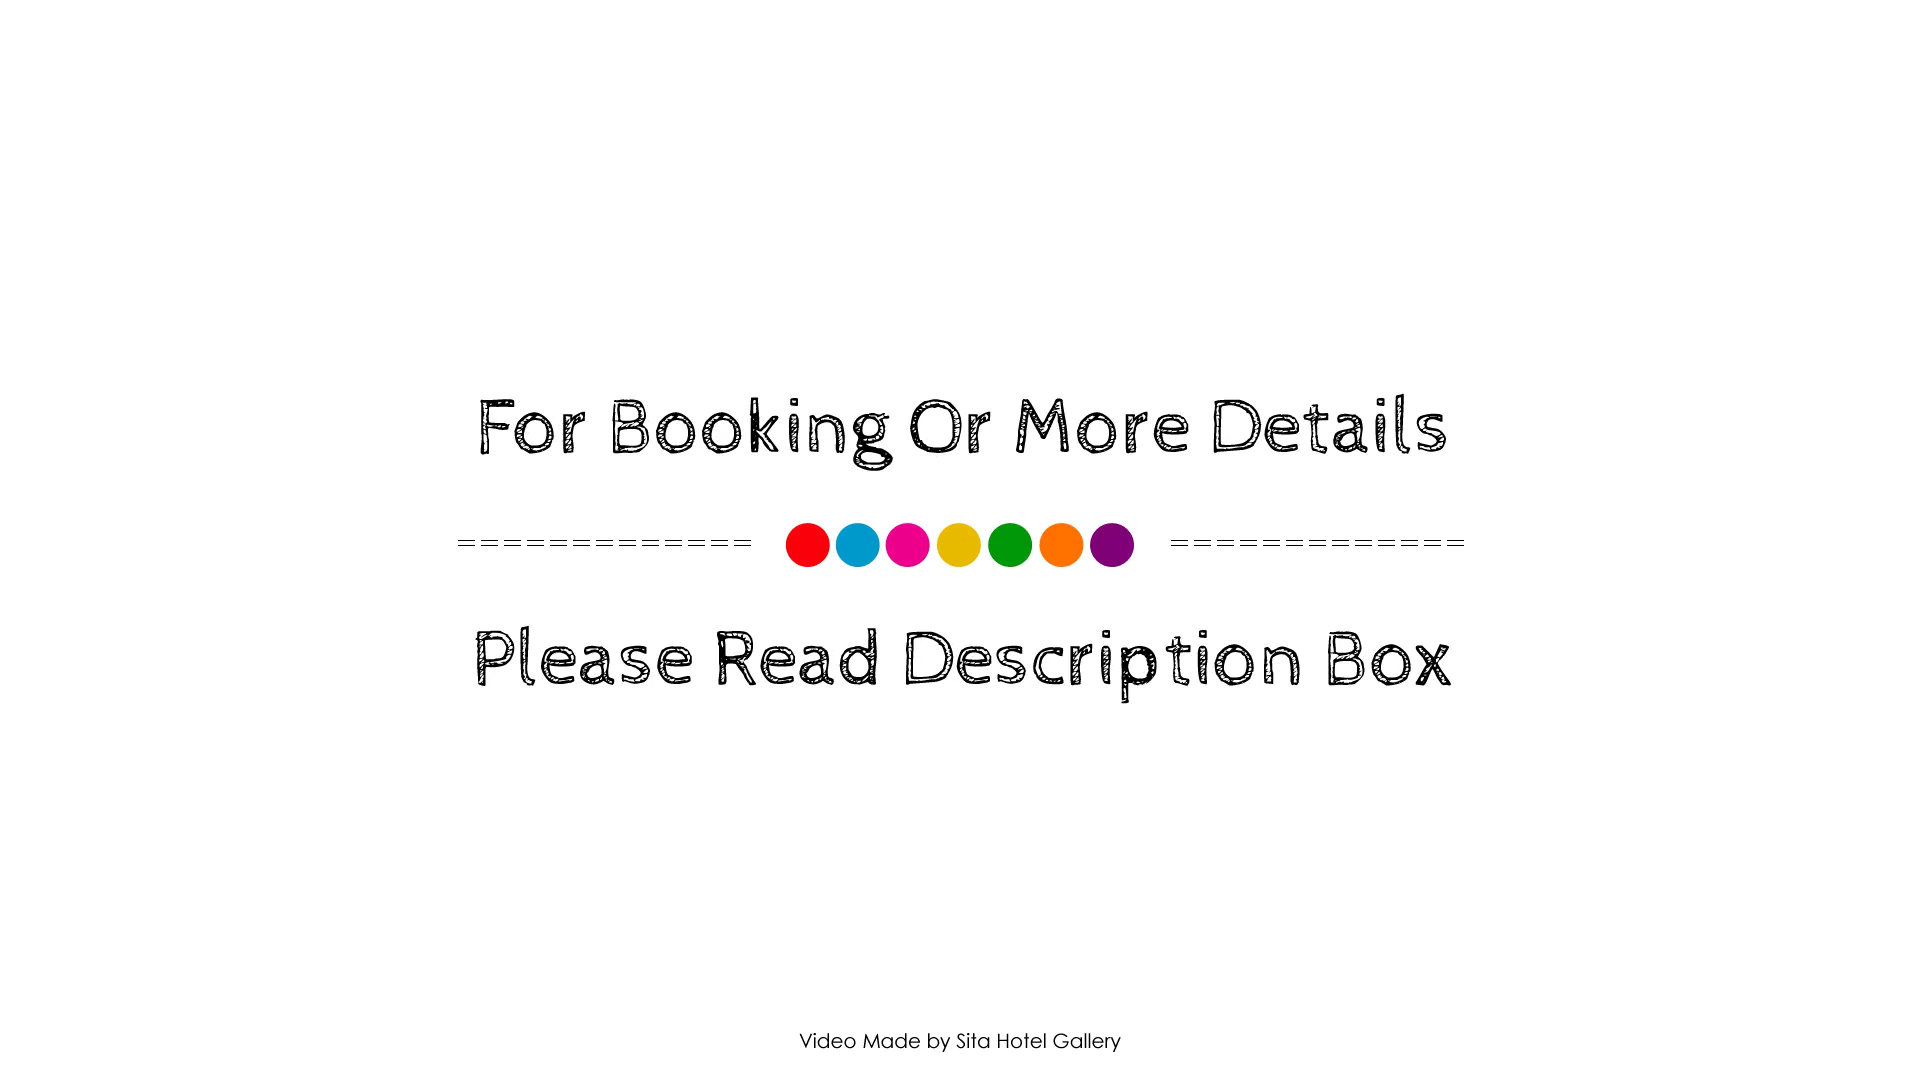 For Booking Or More Details
============= =============
Please Read Description Box
Video Made by Sita Hotel Gallery